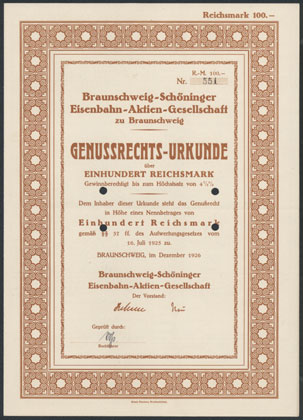 Reichsmark 100.–
R.-M. 100.–
Nr. 551
Braunschweig-Schöninger
Eisenbahn-Aktien-Gesellschaft
zu Braunschweig
GENUSSRECHTS-URKUNDE
über
EINHUNDERT REICHSMARK
Gewinnberechtigt bis zum Höchstsatz von 4½%
Dem Inhaber dieser Urkunde steht das Genußrecht
in Höhe eines Nennbetrages von
Einhundert Reichsmark
gemäß §§ 37 ff. des Aufwertungsgesetzes vom
16. Juli 1925 zu.
BRAUNSCHWEIG, im Dezember 1926
Braunschweig-Schöninger
Eisenbahn-Aktien-Gesellschaft
Der Vorstand:
Geprüft durch: